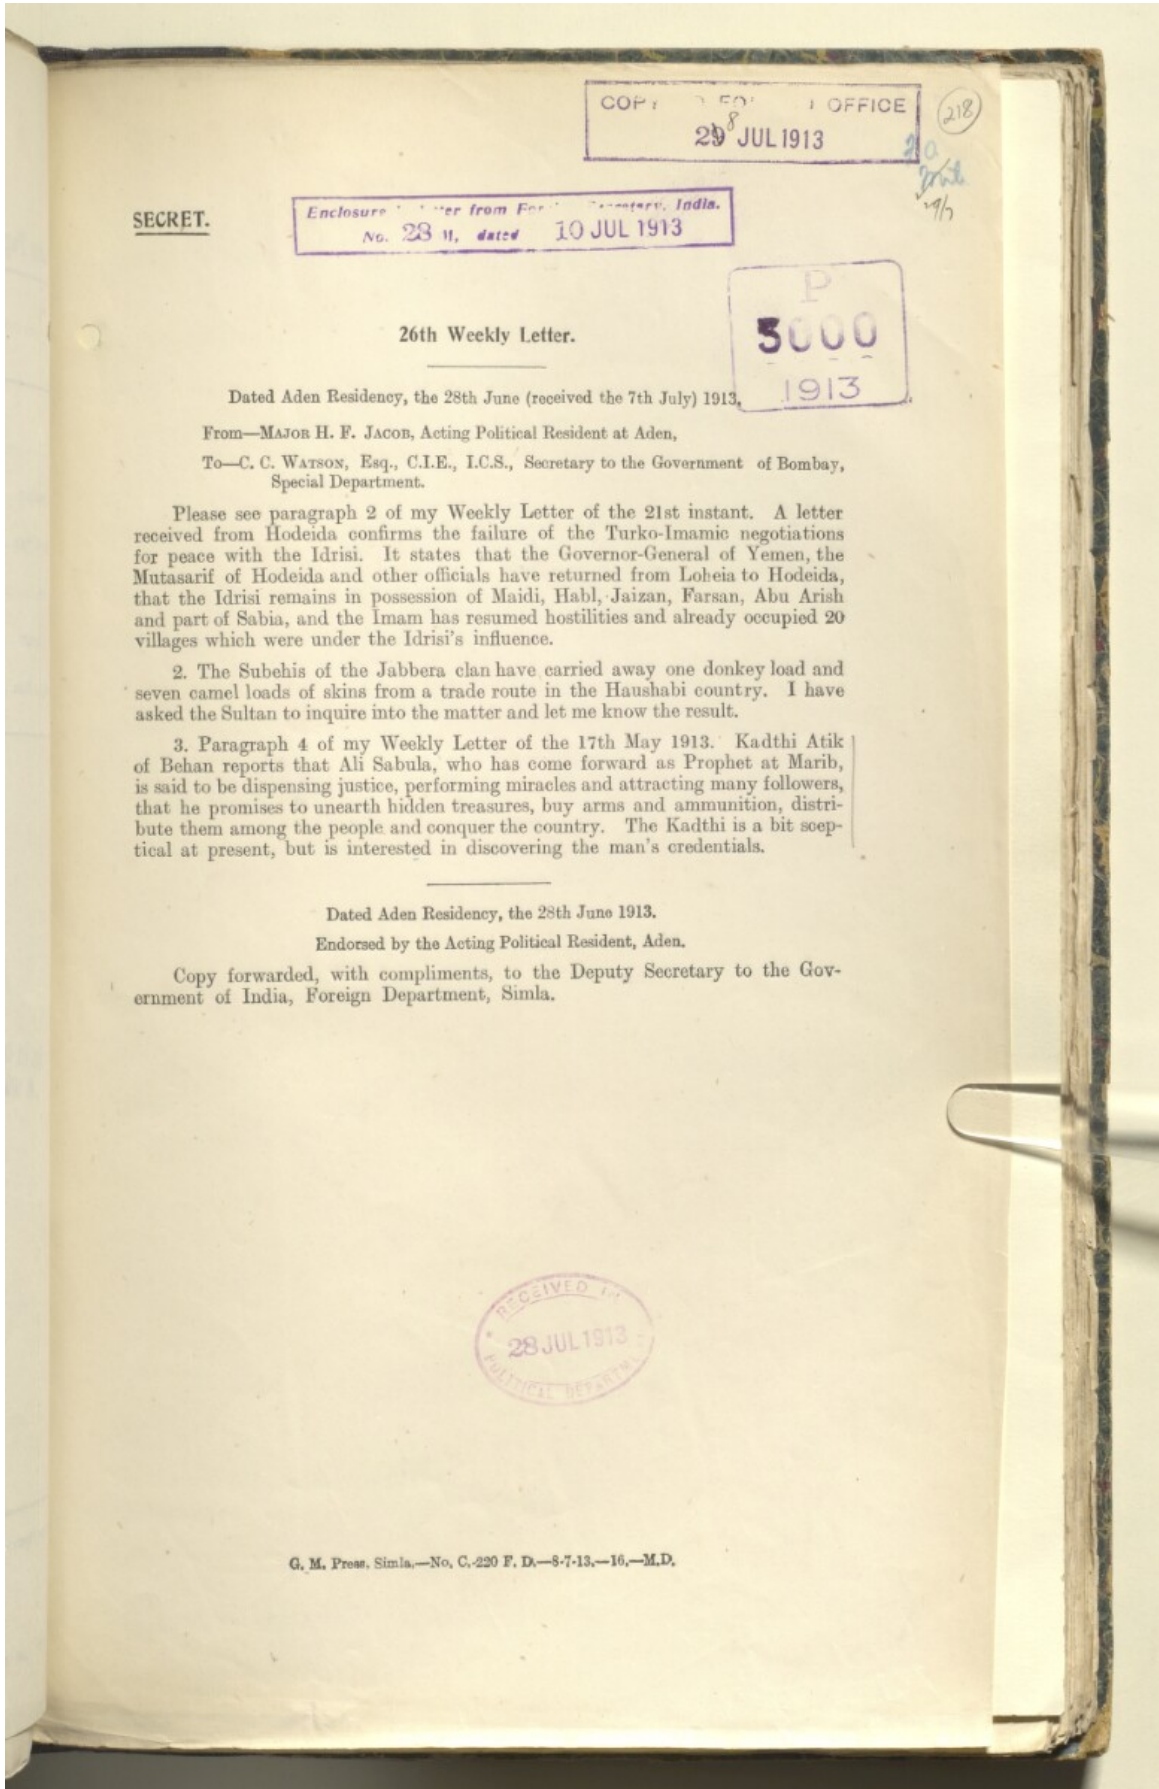 COPY OFFICE
28 JUL 1913
218
SECRET.
Enclosure from Secretary, India.
No. 28 M, dated 10 JUL 1913
P
5000
1913
26th Weekly Letter.
Dated Aden Residency, the 28th June (received the 7th July) 1913.
From—MAJOR H. F. JACOB, Acting Political Resident at Aden,
To—C. C. WATSON, Esq., C.I.E., I.C.S., Secretary to the Government of Bombay,
Special Department.
Please see paragraph 2 of my Weekly Letter of the 21st instant. A letter
received from Hodeida confirms the failure of the Turko-Imamic negotiations
for peace with the Idrisi. It states that the Governor-General of Yemen, the
Mutasarif of Hodeida and other officials have returned from Loheia to Hodeida,
that the Idrisi remains in possession of Maidi, Habl, Jaizan, Farsan, Abu Arish
and part of Sabia, and the Imam has resumed hostilities and already occupied 20
villages which were under the Idrisi's influence.
2. The Subehis of the Jabbera clan have carried away one donkey load and
seven camel loads of skins from a trade route in the Haushabi country. I have
asked the Sultan to inquire into the matter and let me know the result.
3. Paragraph 4 of my Weekly Letter of the 17th May 1913. Kadthi Atik
of Behan reports that Ali Sabula, who has come forward as Prophet at Marib,
is said to be dispensing justice, performing miracles and attracting many followers,
that he promises to unearth hidden treasures, buy arms and ammunition, distri-
bute them among the people and conquer the country. The Kadthi is a bit scep-
tical at present, but is interested in discovering the man's credentials.
Dated Aden Residency, the 28th June 1913.
Endorsed by the Acting Political Resident, Aden.
Copy forwarded, with compliments, to the Deputy Secretary to the Gov-
ernment of India, Foreign Department, Simla.
RECEIVED IN
28 JUL 1913
POLITICAL DEPARTMENT
G. M. Press, Simla.—No. C.-220 F. D.—8-7-13.—16.—M.D.